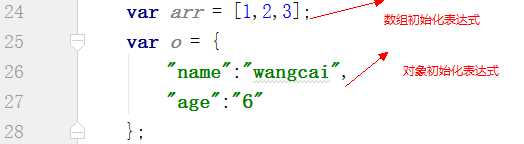 24 var arr = [1,2,3]; 数组初始化表达式
25 var o = {
26 "name":"wangcai", 对象初始化表达式
27 "age":"6"
28 };